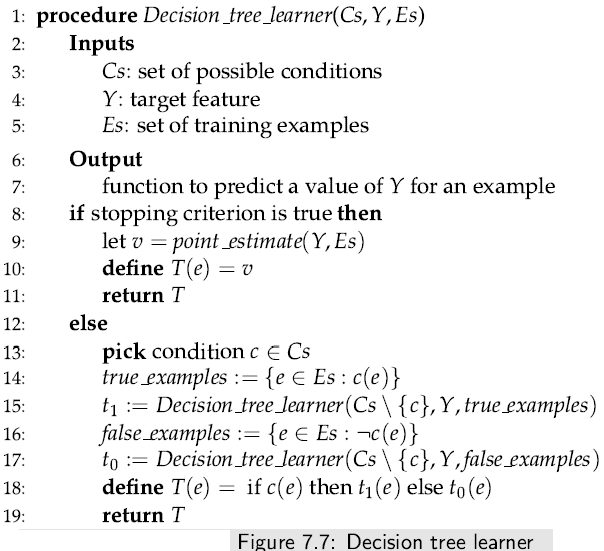 1: procedure Decision_tree_learner(Cs, Y, Es)
2: Inputs
3: Cs: set of possible conditions
4: Y: target feature
5: Es: set of training examples
6: Output
7: function to predict a value of Y for an example
8: if stopping criterion is true then
9: let v = point_estimate(Y, Es)
10: define T(e) = v
11: return T
12: else
13: pick condition c ∈ Cs
14: true_examples := {e ∈ Es : c(e)}
15: t₁ := Decision_tree_learner(Cs \ {c}, Y, true_examples)
16: false_examples := {e ∈ Es : ¬c(e)}
17: t₀ := Decision_tree_learner(Cs \ {c}, Y, false_examples)
18: define T(e) = if c(e) then t₁(e) else t₀(e)
19: return T
Figure 7.7: Decision tree learner